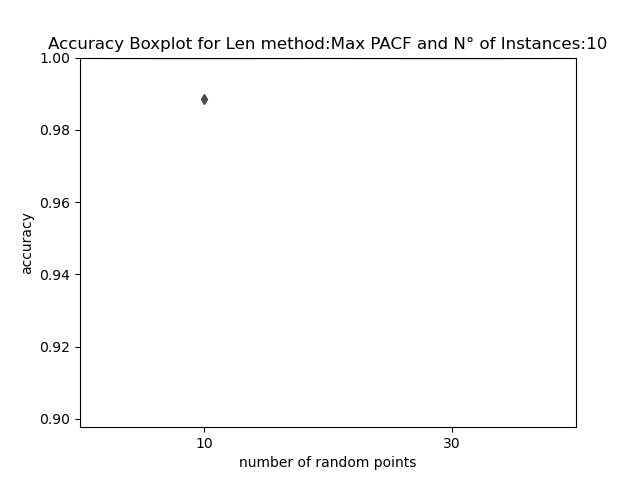 Accuracy Boxplot for Len method:Max PACF and N° of Instances:10
1.00
0.98
0.96
0.94
0.92
0.90
accuracy
10 30
number of random points